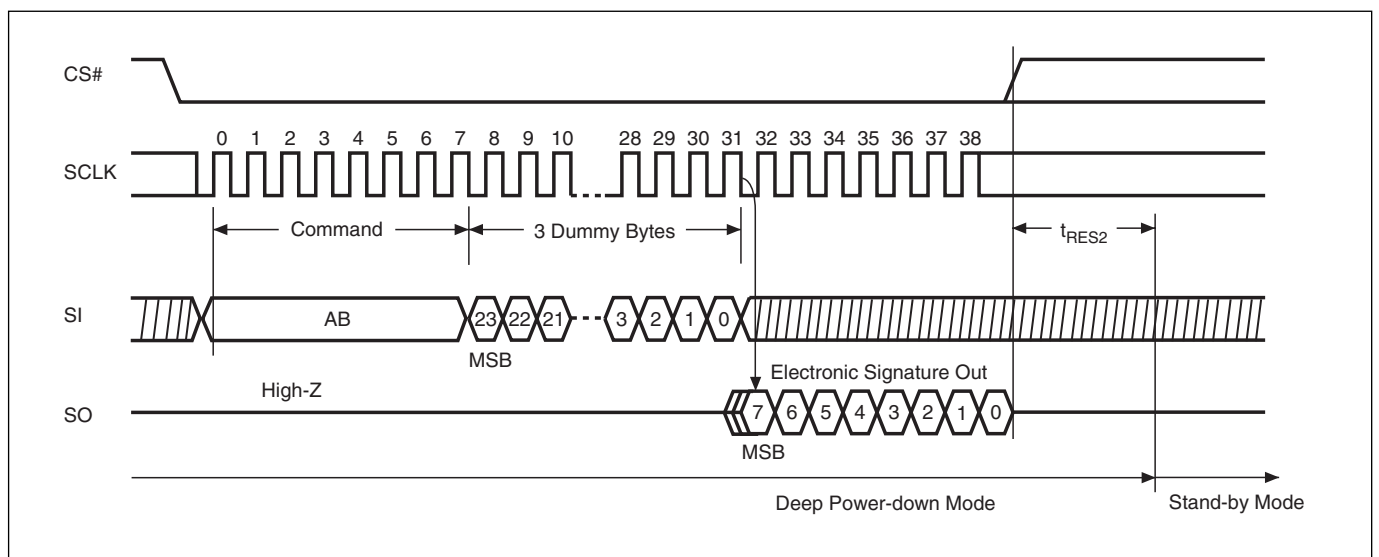 CS#
0 1 2 3 4 5 6 7 8 9 10 28 29 30 31 32 33 34 35 36 37 38
SCLK
Command
3 Dummy Bytes
tRES2
SI
AB
23 22 21 3 2 1 0
MSB
Electronic Signature Out
High-Z
SO
7 6 5 4 3 2 1 0
MSB
Deep Power-down Mode
Stand-by Mode